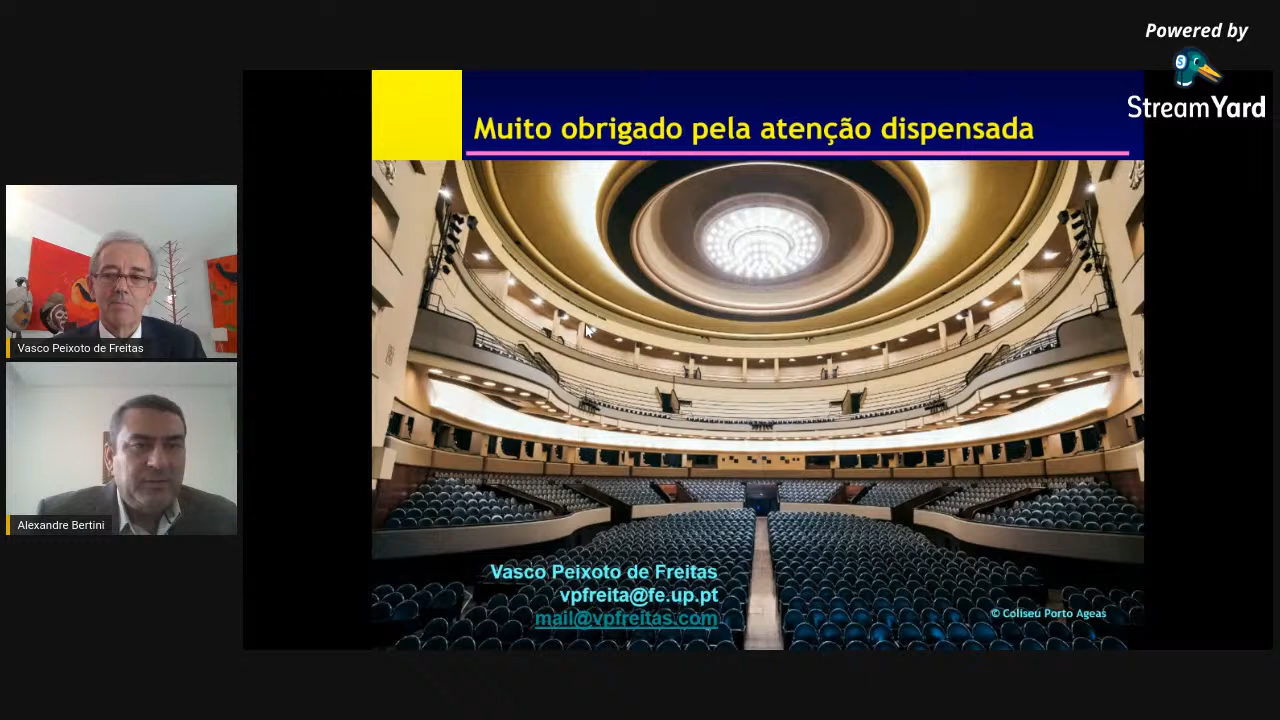 Powered by
StreamYard
Muito obrigado pela atenção dispensada
Vasco Peixoto de Freitas
Alexandre Bertini
Vasco Peixoto de Freitas
vpfreita@fe.up.pt
mail@vpfreitas.com
© Coliseu Porto Ageas